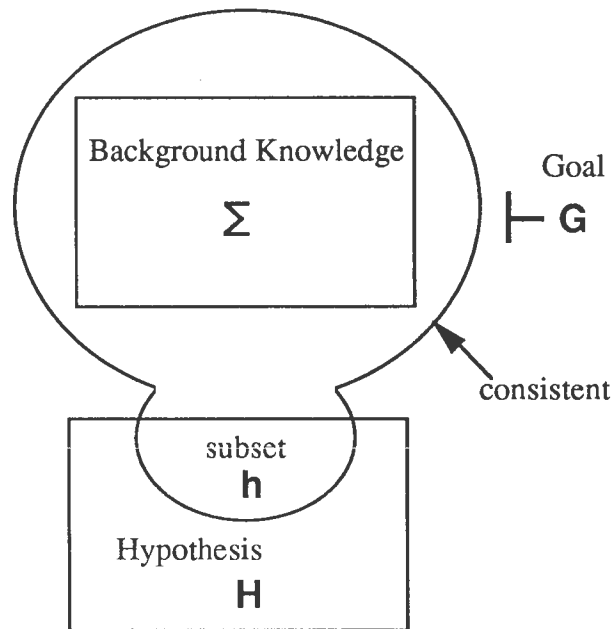 Background Knowledge
Σ
Goal
⊢ G
consistent
subset
h
Hypothesis
H